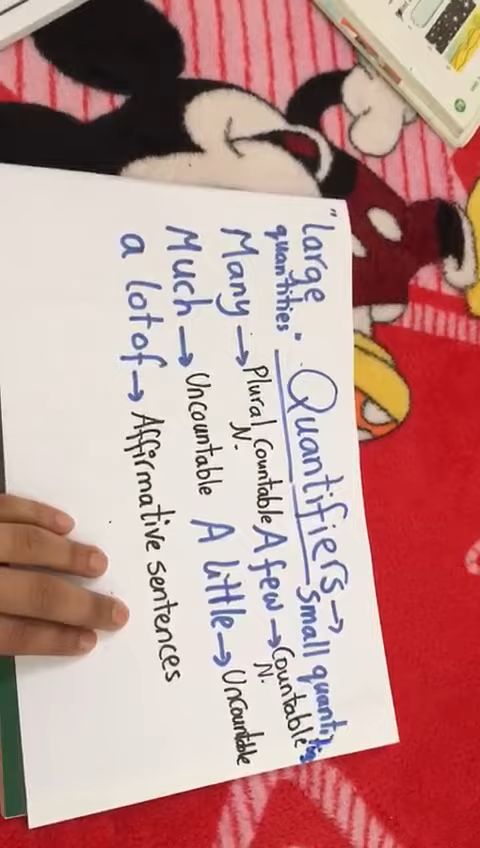 "large quantities"
Quantifiers → Small quantities
Many → Plural Countable N.
A few → Countable N.
Much → Uncountable
A little → Uncountable
a lot of → Affirmative sentences